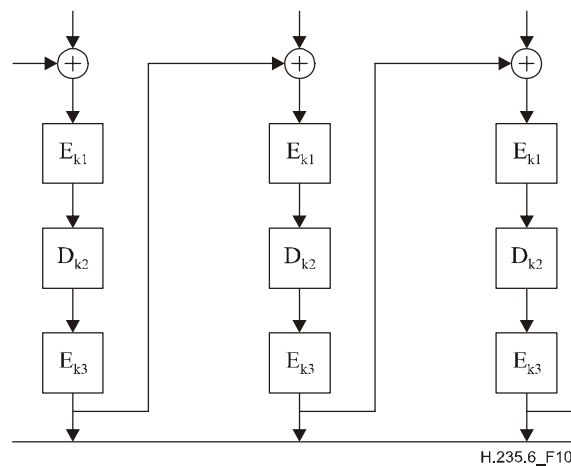 + + +
E_k1 E_k1 E_k1
D_k2 D_k2 D_k2
E_k3 E_k3 E_k3
H.235.6_F10